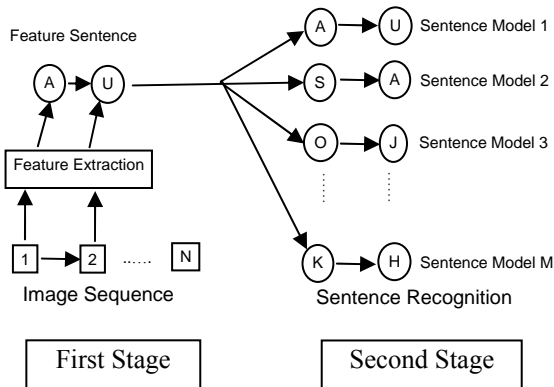 Feature Sentence
A U
Feature Extraction
1 2 ...... N
Image Sequence
First Stage
A U Sentence Model 1
S A Sentence Model 2
O J Sentence Model 3
K H Sentence Model M
Sentence Recognition
Second Stage